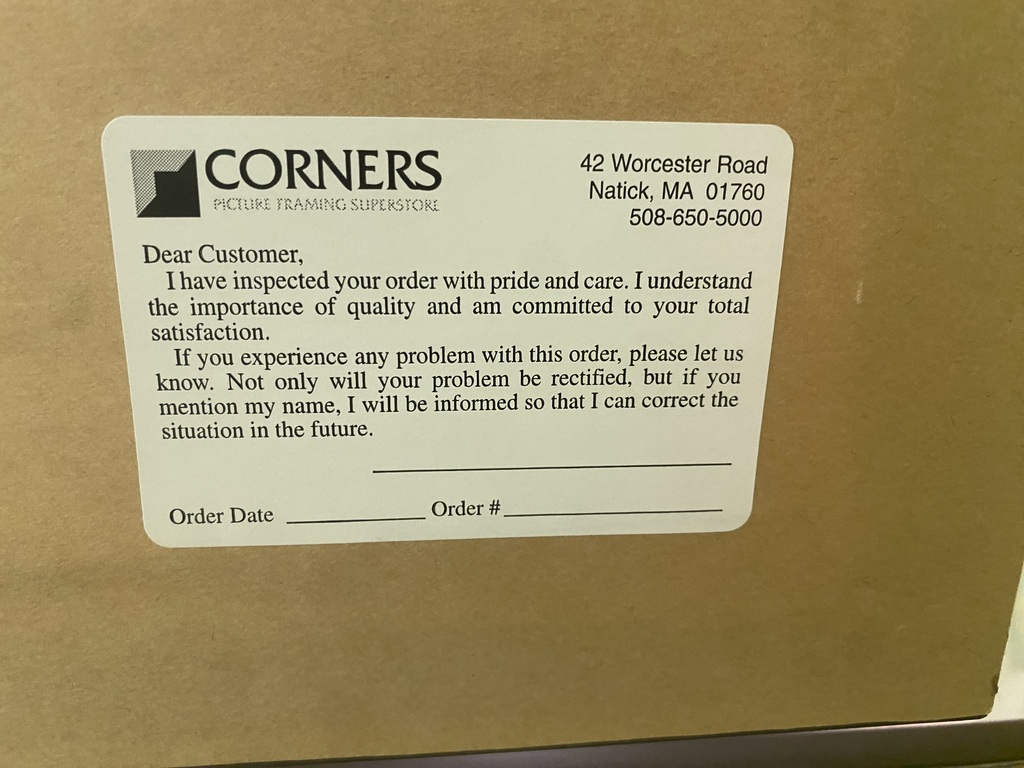 CORNERS
PICTURE FRAMING SUPERSTORE
42 Worcester Road
Natick, MA 01760
508-650-5000
Dear Customer,
I have inspected your order with pride and care. I understand
the importance of quality and am committed to your total
satisfaction.
If you experience any problem with this order, please let us
know. Not only will your problem be rectified, but if you
mention my name, I will be informed so that I can correct the
situation in the future.
Order Date ____________ Order # ____________________